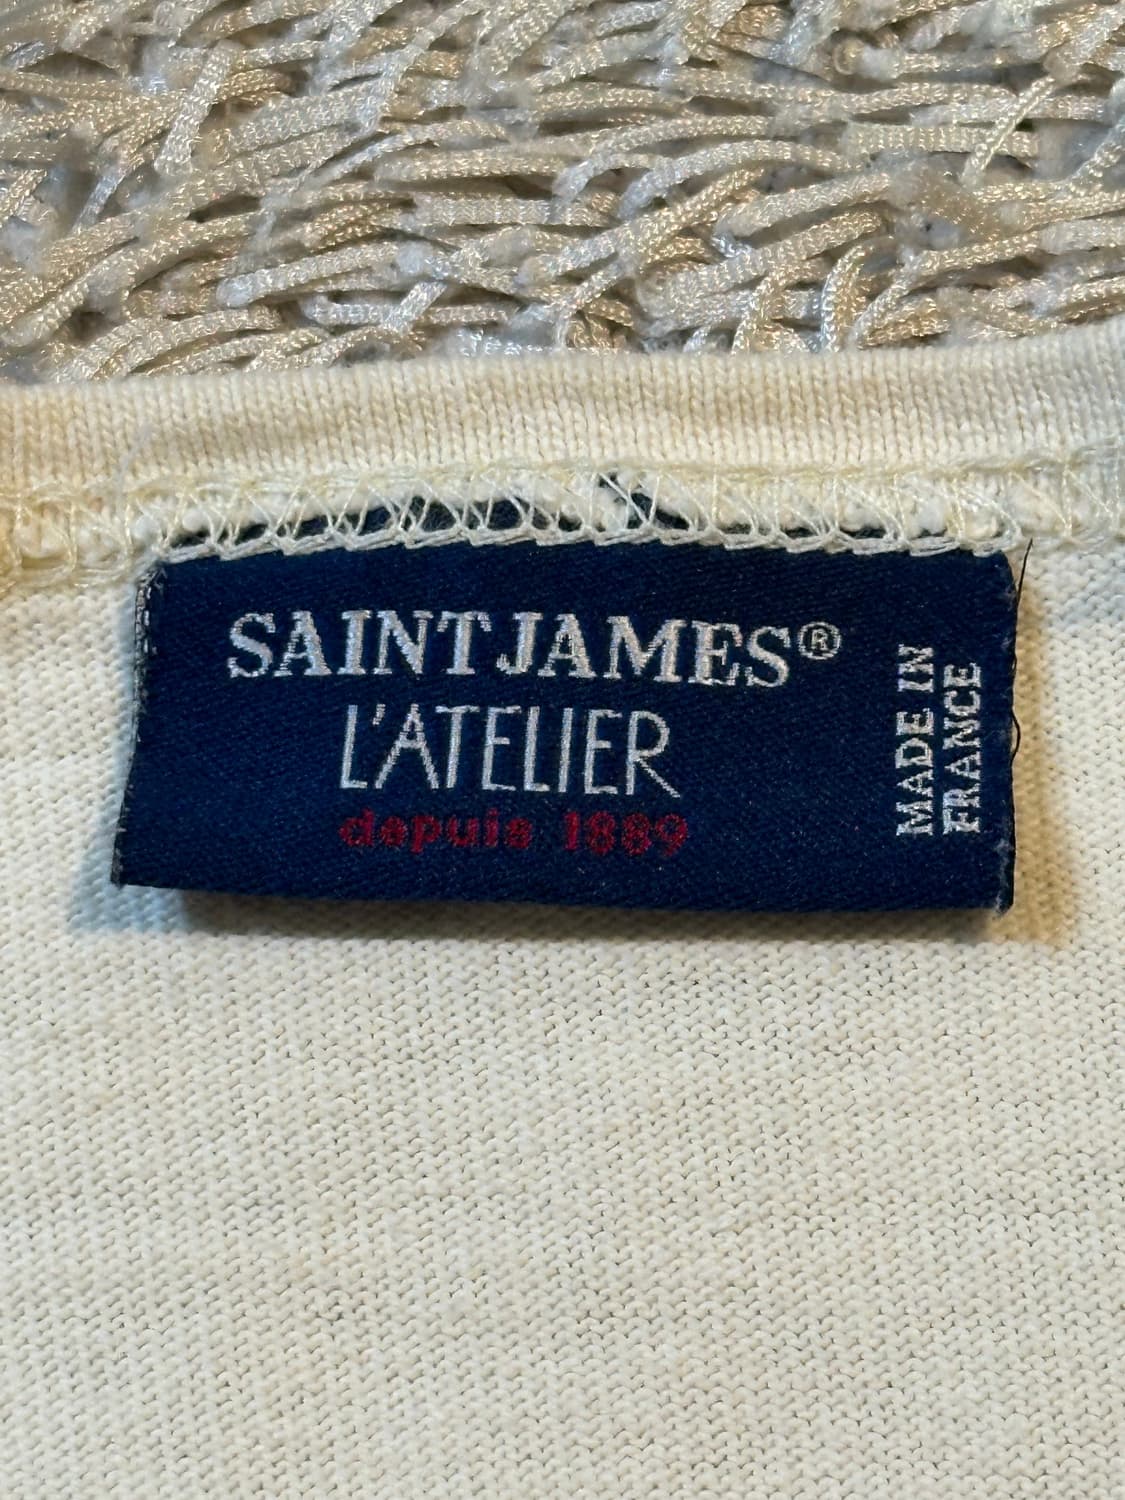 SAINT JAMES®
L'ATELIER
depuis 1889
MADE IN
FRANCE